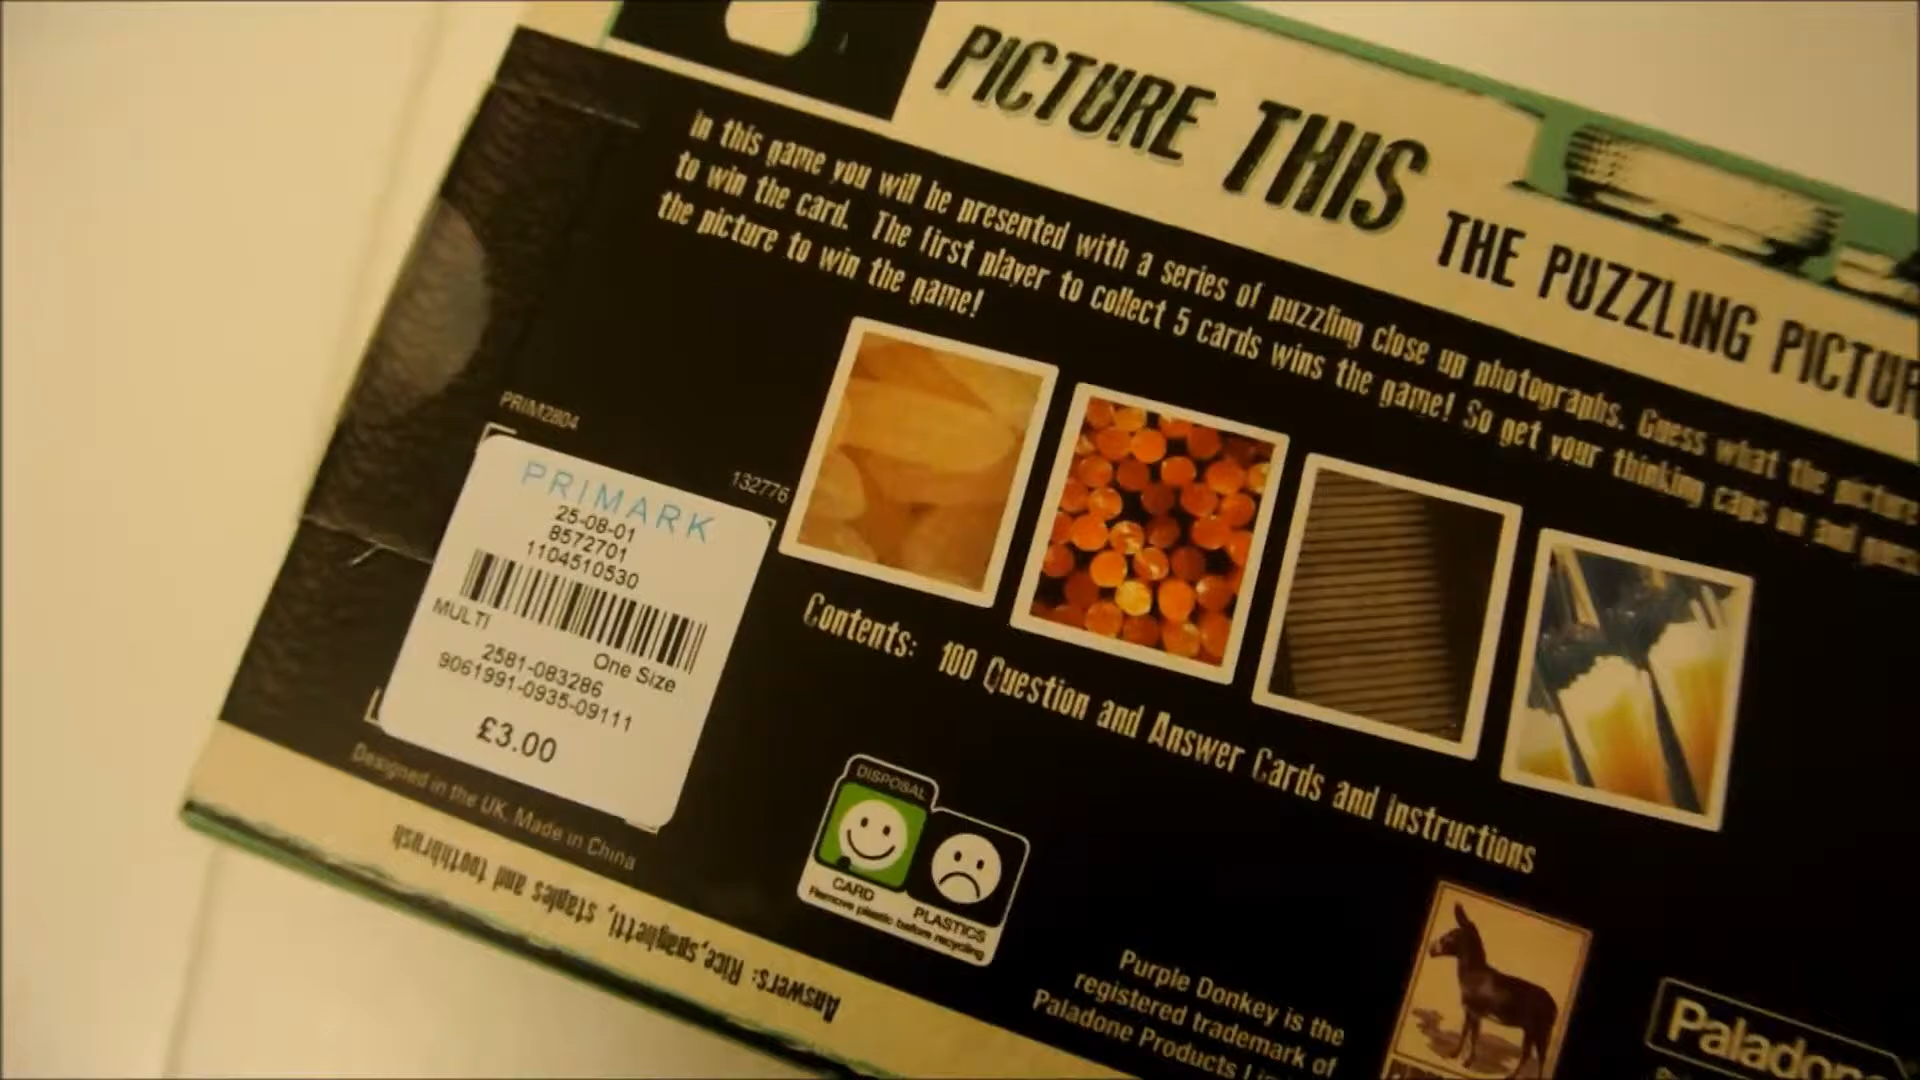 PICTURE THIS THE PUZZLING
in this game you will be presented with a series of puzzling close up photographs. Guess what the picture
to win the card. The first player to collect 5 cards wins the game! So get your thinking caps on and
the picture to win the game!
PRIM2804
132776
PRIMARK
25-08-01
8572701
1104510530
MULTI
One Size
2581-083286
9061991-0935-09111
£3.00
Contents: 100 Question and Answer Cards and instructions
Designed in the UK. Made in China
DISPOSAL
CARD
PLASTICS
Remove plastic before recycling
Answers: Rice, spaghetti, staples and toothbrush
Purple Donkey is the
registered trademark of
Paladone Products
Paladone